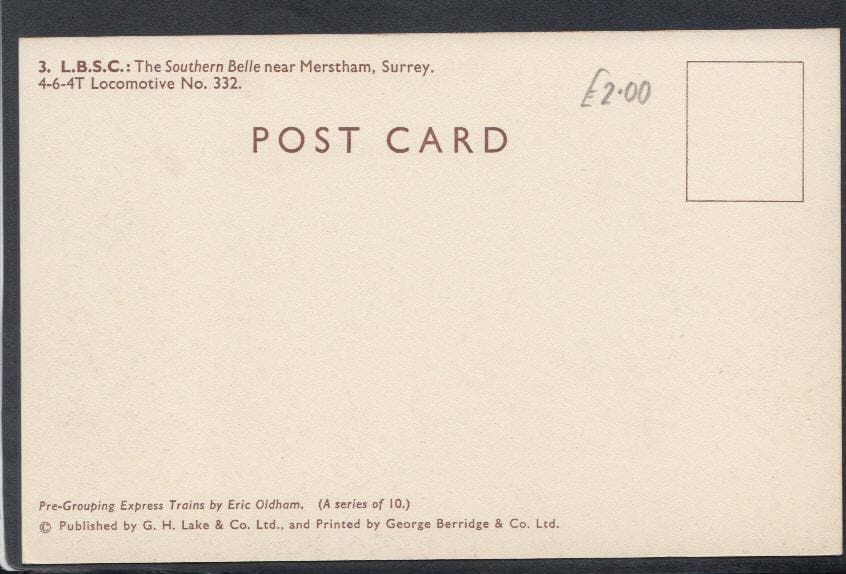 3. L.B.S.C.: The Southern Belle near Merstham, Surrey.
4-6-4T Locomotive No. 332.
£2·00
POST CARD
Pre-Grouping Express Trains by Eric Oldham. (A series of 10.)
© Published by G. H. Lake & Co. Ltd., and Printed by George Berridge & Co. Ltd.